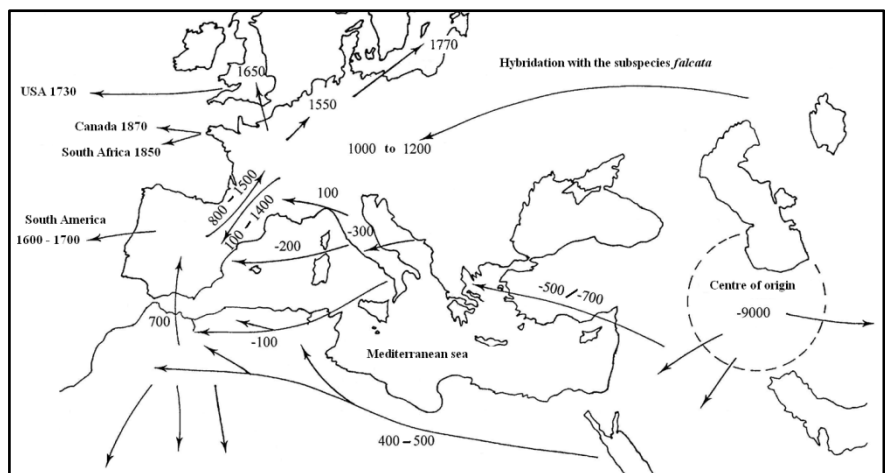 1770
Hybridation with the subspecies falcata
1650
USA 1730
1550
Canada 1870
South Africa 1850
1000 to 1200
800 – 1500
100
100 – 1400
South America
1600 - 1700
-300
-200
-500 / -700
Centre of origin
-9000
700
-100
Mediterranean sea
400 – 500